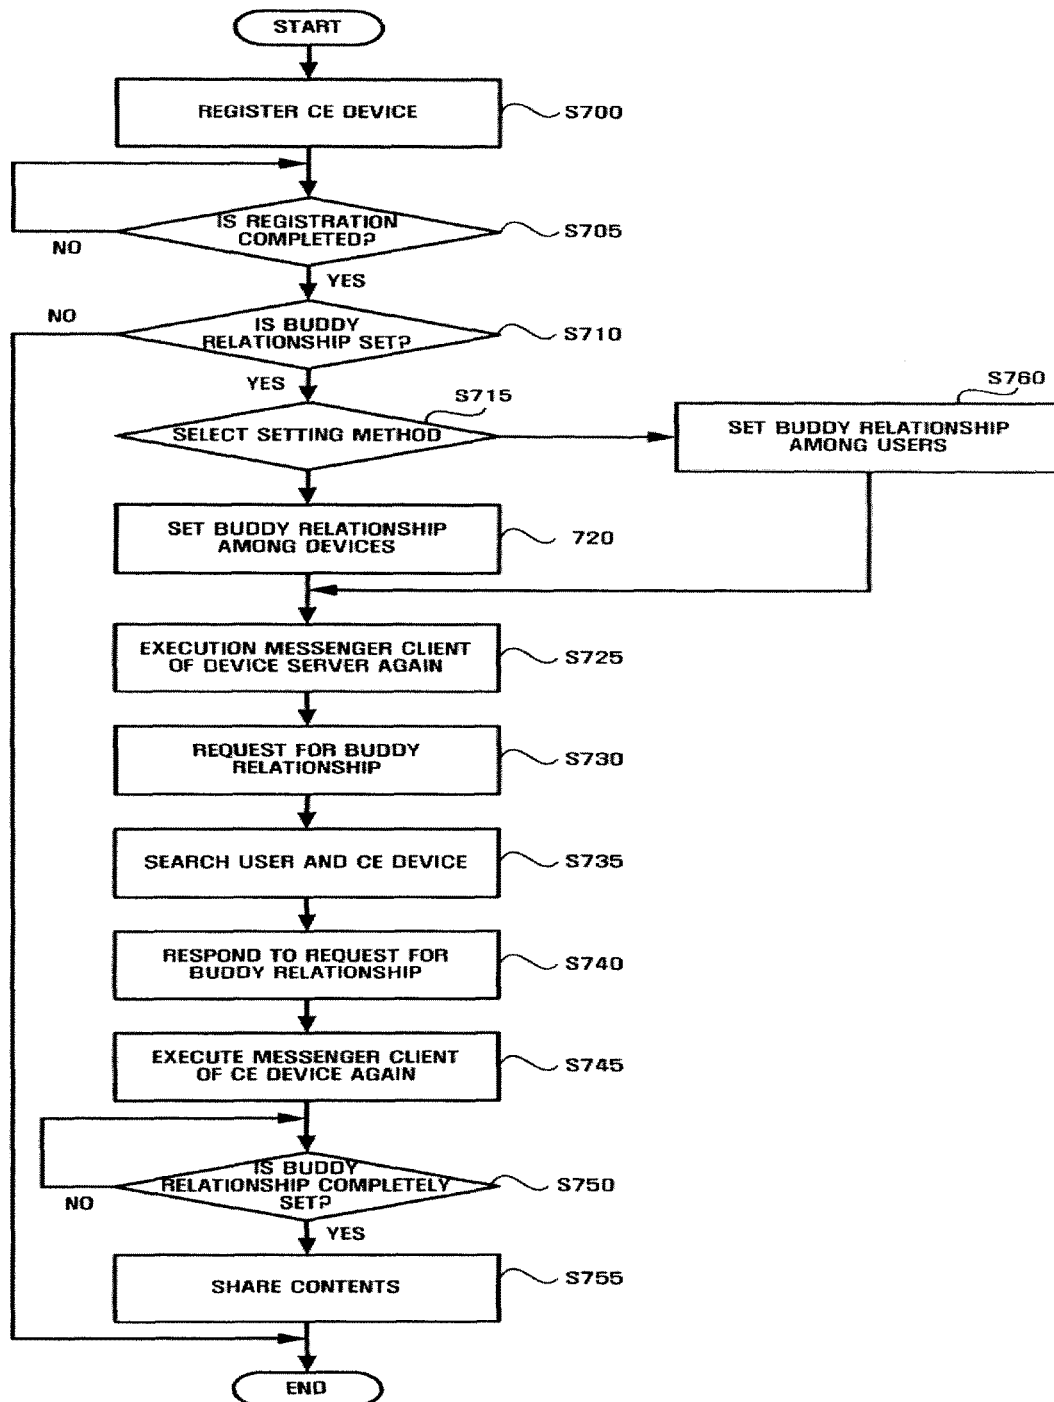 START
REGISTER CE DEVICE
S700
IS REGISTRATION
COMPLETED?
S705
NO
YES
NO
IS BUDDY
RELATIONSHIP SET?
S710
YES
S715
SELECT SETTING METHOD
S760
SET BUDDY RELATIONSHIP
AMONG USERS
SET BUDDY RELATIONSHIP
AMONG DEVICES
720
EXECUTION MESSENGER CLIENT
OF DEVICE SERVER AGAIN
S725
REQUEST FOR BUDDY
RELATIONSHIP
S730
SEARCH USER AND CE DEVICE
S735
RESPOND TO REQUEST FOR
BUDDY RELATIONSHIP
S740
EXECUTE MESSENGER CLIENT
OF CE DEVICE AGAIN
S745
IS BUDDY
RELATIONSHIP COMPLETELY
SET?
S750
NO
YES
SHARE CONTENTS
S755
END